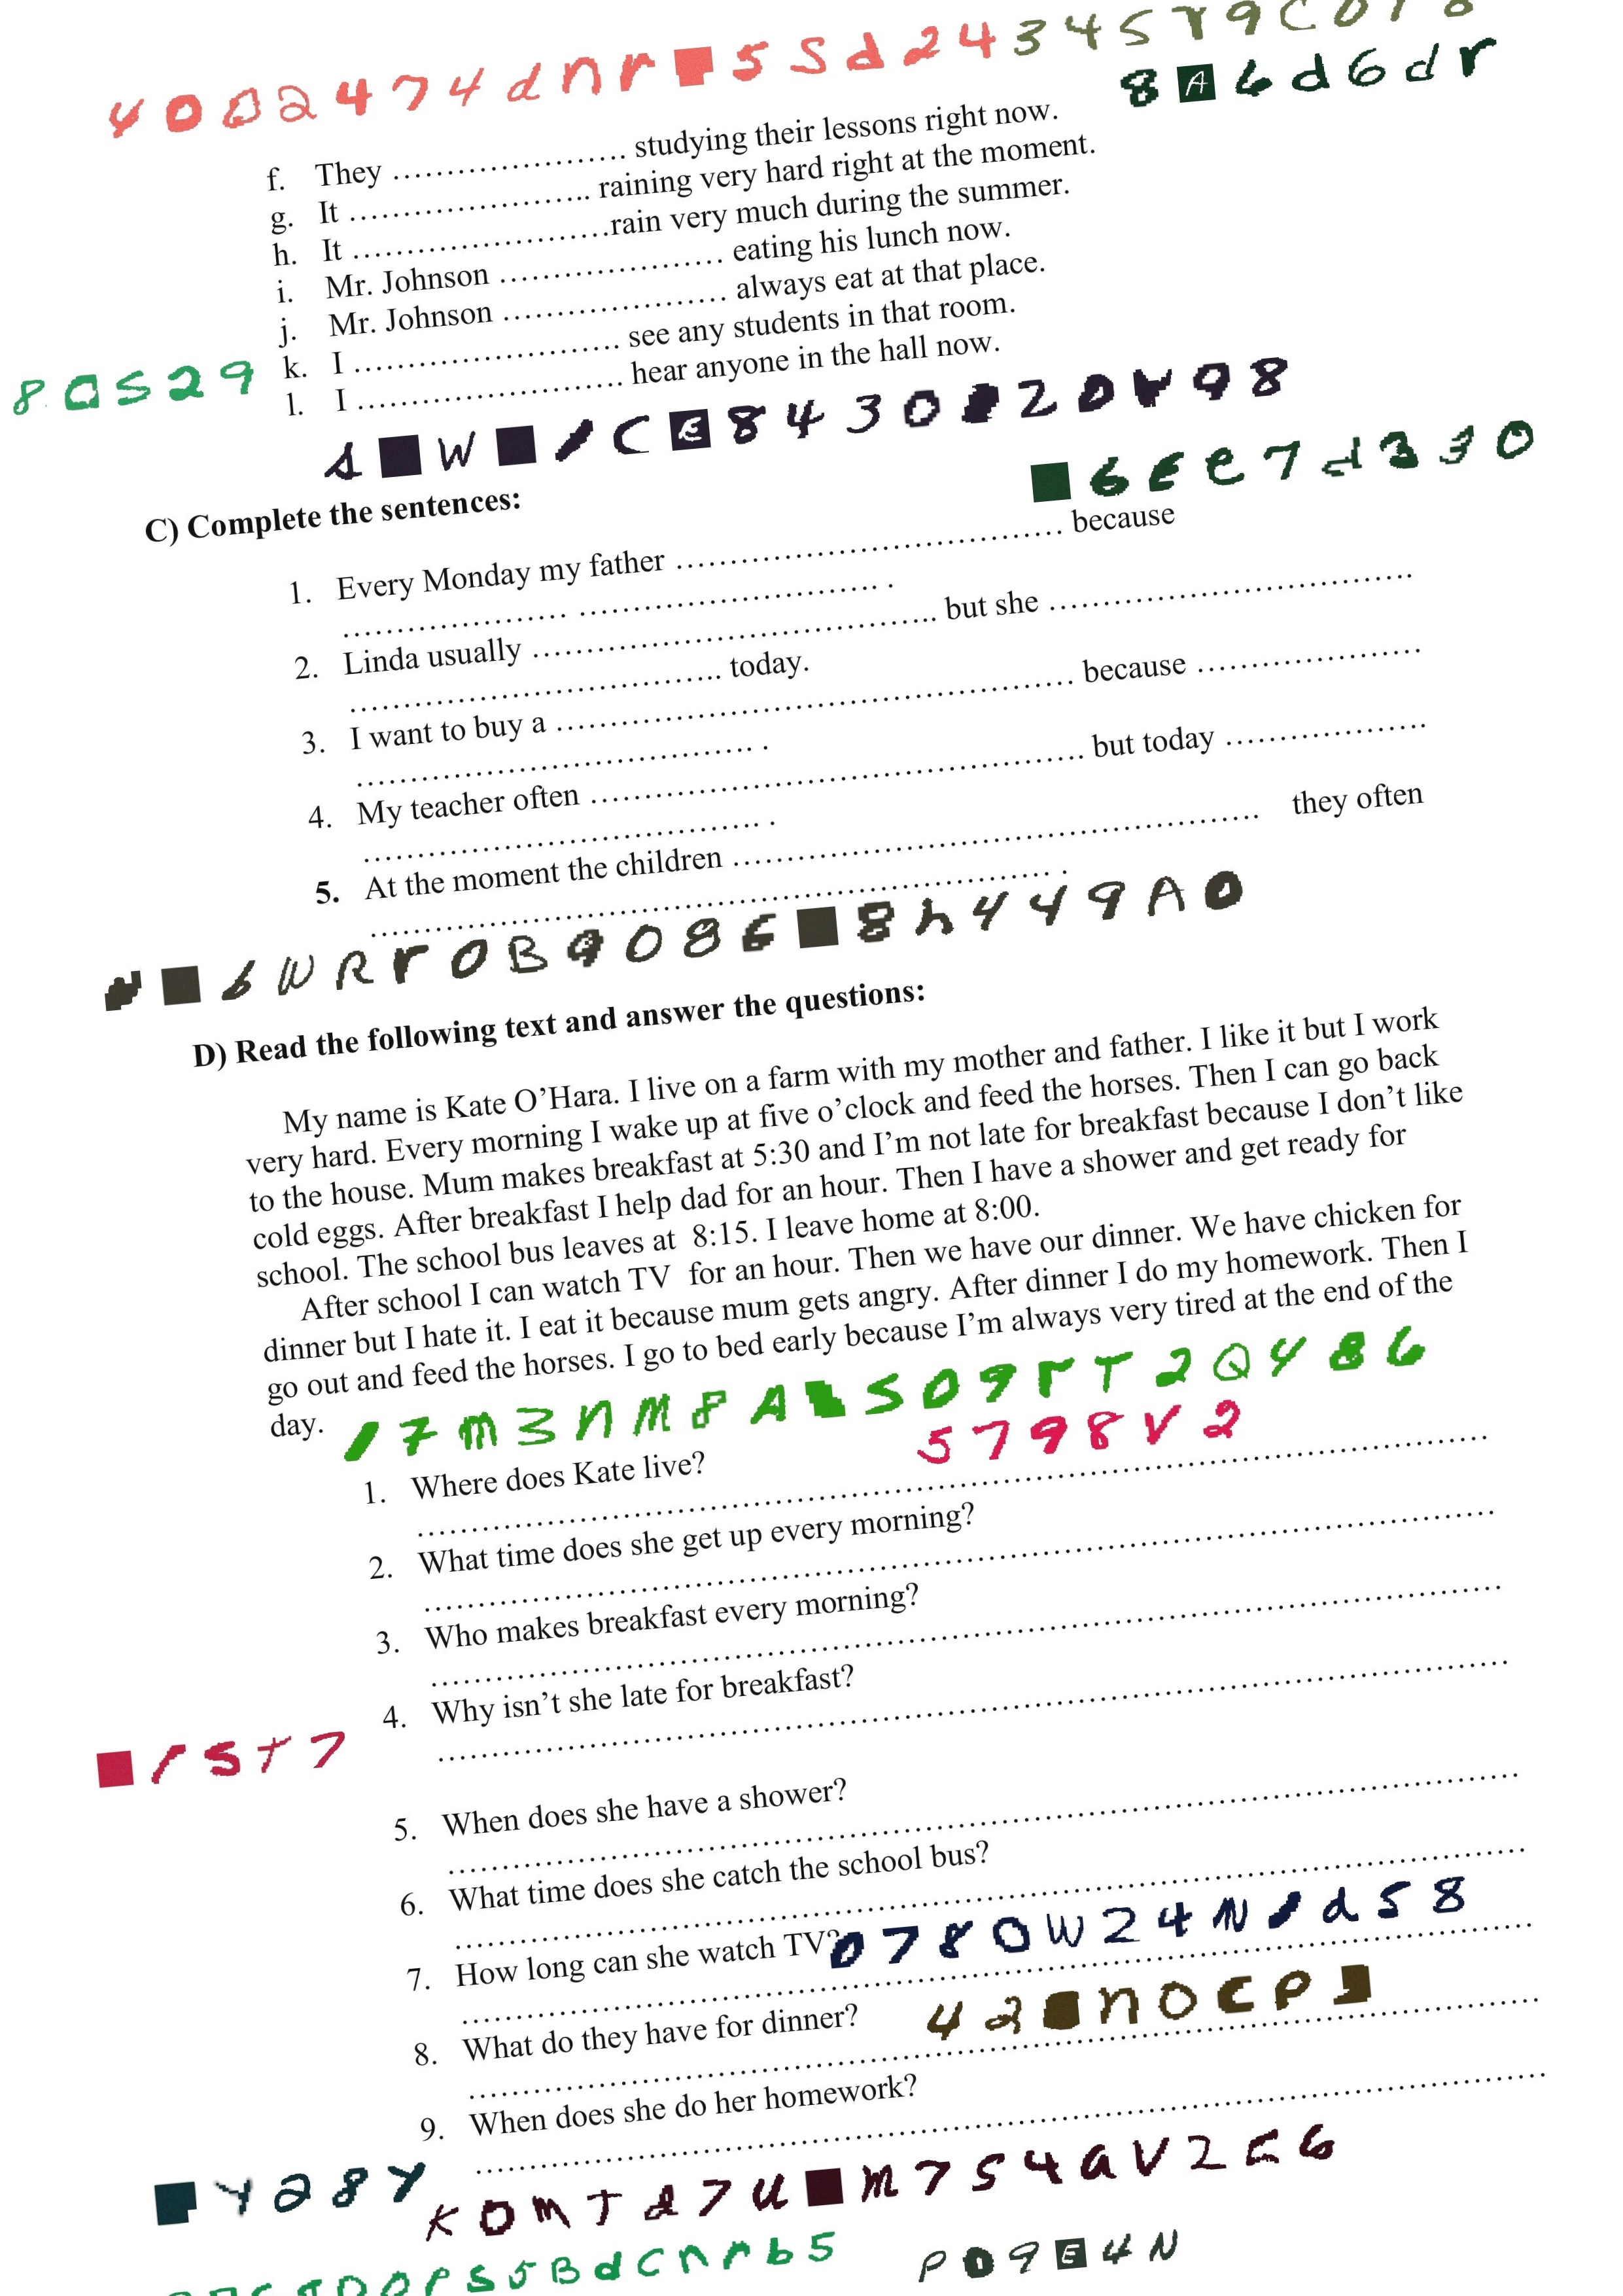 f. They ........................ studying their lessons right now.
g. It ......................... raining very hard right at the moment.
h. It ..........................rain very much during the summer.
i. Mr. Johnson ....................... eating his lunch now.
j. Mr. Johnson ....................... always eat at that place.
k. I ........................... see any students in that room.
l. I ........................... hear anyone in the hall now.
80529
C) Complete the sentences:
1. Every Monday my father ....................................... because
....................... .............................. .
2. Linda usually ......................................... but she .....................................
...................................... today.
3. I want to buy a ..................................................... because .......................
........................................ .
4. My teacher often .................................................. but today ....................
........................................ .
5. At the moment the children ..................................................... they often
..................................................................... .
D) Read the following text and answer the questions:
My name is Kate O’Hara. I live on a farm with my mother and father. I like it but I work
very hard. Every morning I wake up at five o’clock and feed the horses. Then I can go back
to the house. Mum makes breakfast at 5:30 and I’m not late for breakfast because I don’t like
cold eggs. After breakfast I help dad for an hour. Then I have a shower and get ready for
school. The school bus leaves at 8:15. I leave home at 8:00.
After school I can watch TV for an hour. Then we have our dinner. We have chicken for
dinner but I hate it. I eat it because mum gets angry. After dinner I do my homework. Then I
go out and feed the horses. I go to bed early because I’m always very tired at the end of the
day.
5798V2
1. Where does Kate live?
..............................................................................................................
2. What time does she get up every morning?
..............................................................................................................
3. Who makes breakfast every morning?
..............................................................................................................
4. Why isn’t she late for breakfast?
..............................................................................................................
5. When does she have a shower?
..............................................................................................................
6. What time does she catch the school bus?
..............................................................................................................
7. How long can she watch TV?
..............................................................................................................
8. What do they have for dinner?
..............................................................................................................
9. When does she do her homework?
..............................................................................................................
P09E4N